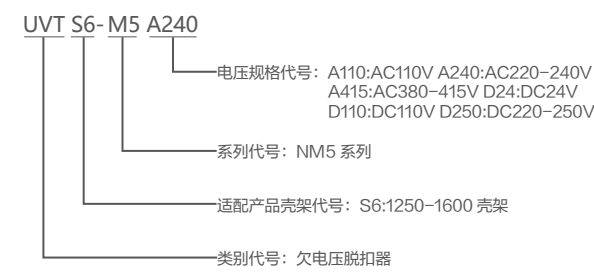 UVT S6-M5 A240
电压规格代号：A110:AC110V A240:AC220-240V
A415:AC380-415V D24:DC24V
D110:DC110V D250:DC220-250V
系列代号：NM5 系列
适配产品壳架代号：S6:1250-1600 壳架
类别代号：欠电压脱扣器